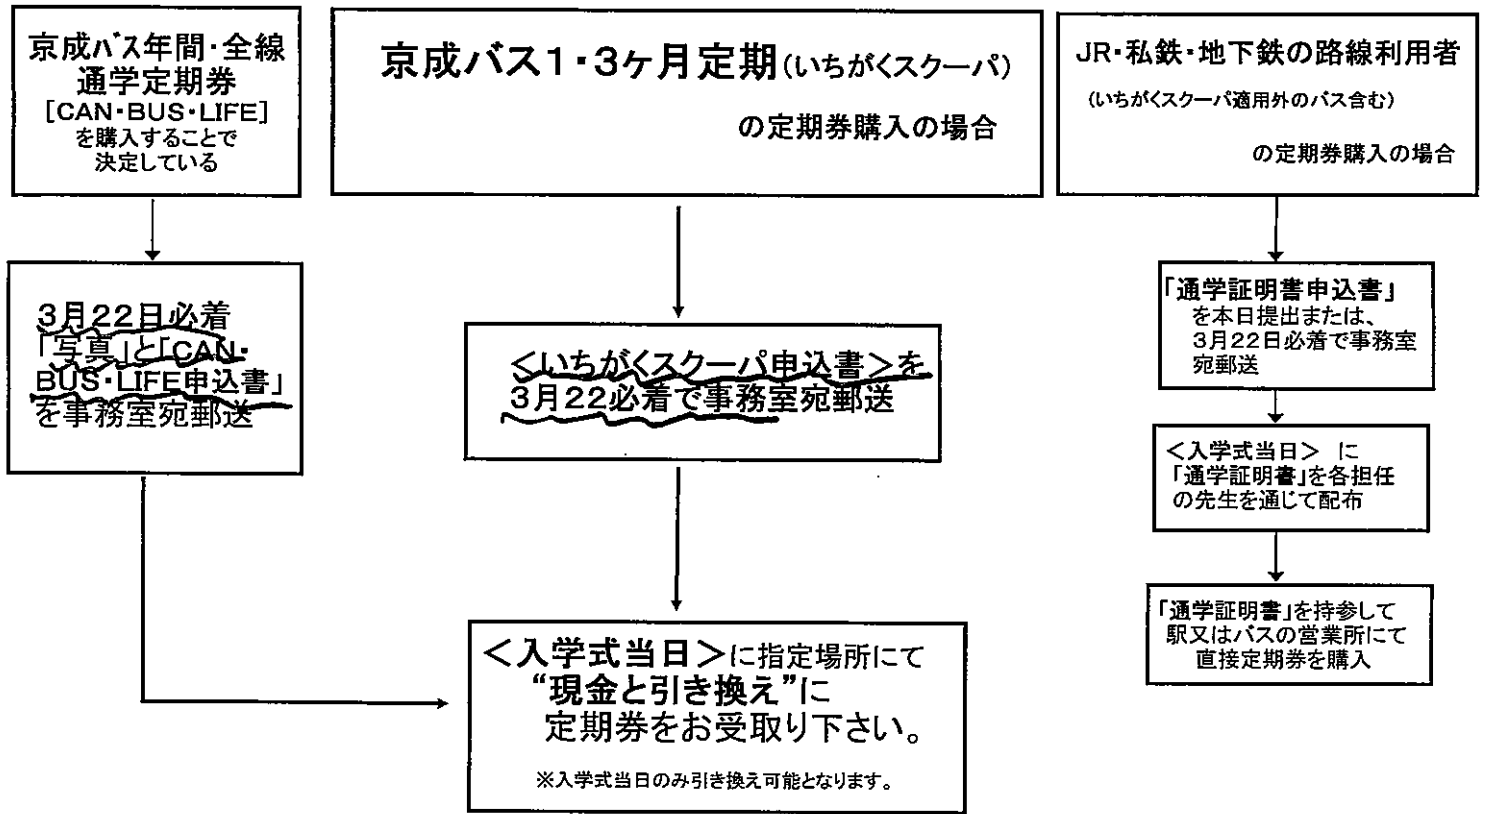 京成バス年間・全線
通学定期券
[CAN・BUS・LIFE]
を購入することで
決定している
3月22日必着
「写真」と「CAN・
BUS・LIFE申込書」
を事務室宛郵送
京成バス1・3ヶ月定期(いちがくスクーパ)
の定期券購入の場合
<いちがくスクーパ申込書>を
3月22必着で事務室宛郵送
<入学式当日>に指定場所にて
“現金と引き換え”に
定期券をお受取り下さい。
※入学式当日のみ引き換え可能となります。
JR・私鉄・地下鉄の路線利用者
(いちがくスクーパ適用外のバス含む)
の定期券購入の場合
「通学証明書申込書」
を本日提出または、
3月22日必着で事務室
宛郵送
<入学式当日> に
「通学証明書」を各担任
の先生を通じて配布
「通学証明書」を持参して
駅又はバスの営業所にて
直接定期券を購入